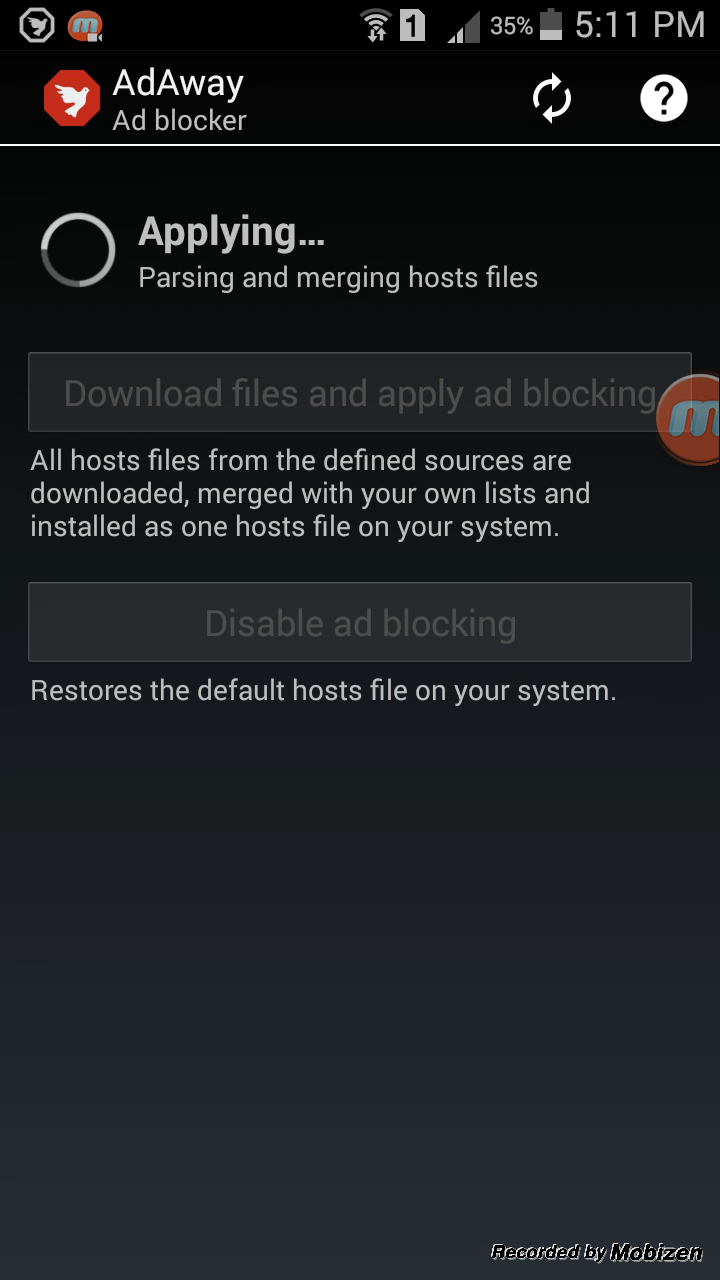 1 35% 5:11 PM
AdAway
Ad blocker
?
Applying...
Parsing and merging hosts files
Download files and apply ad blocking
m
All hosts files from the defined sources are
downloaded, merged with your own lists and
installed as one hosts file on your system.
Disable ad blocking
Restores the default hosts file on your system.
Recorded by Mobizen